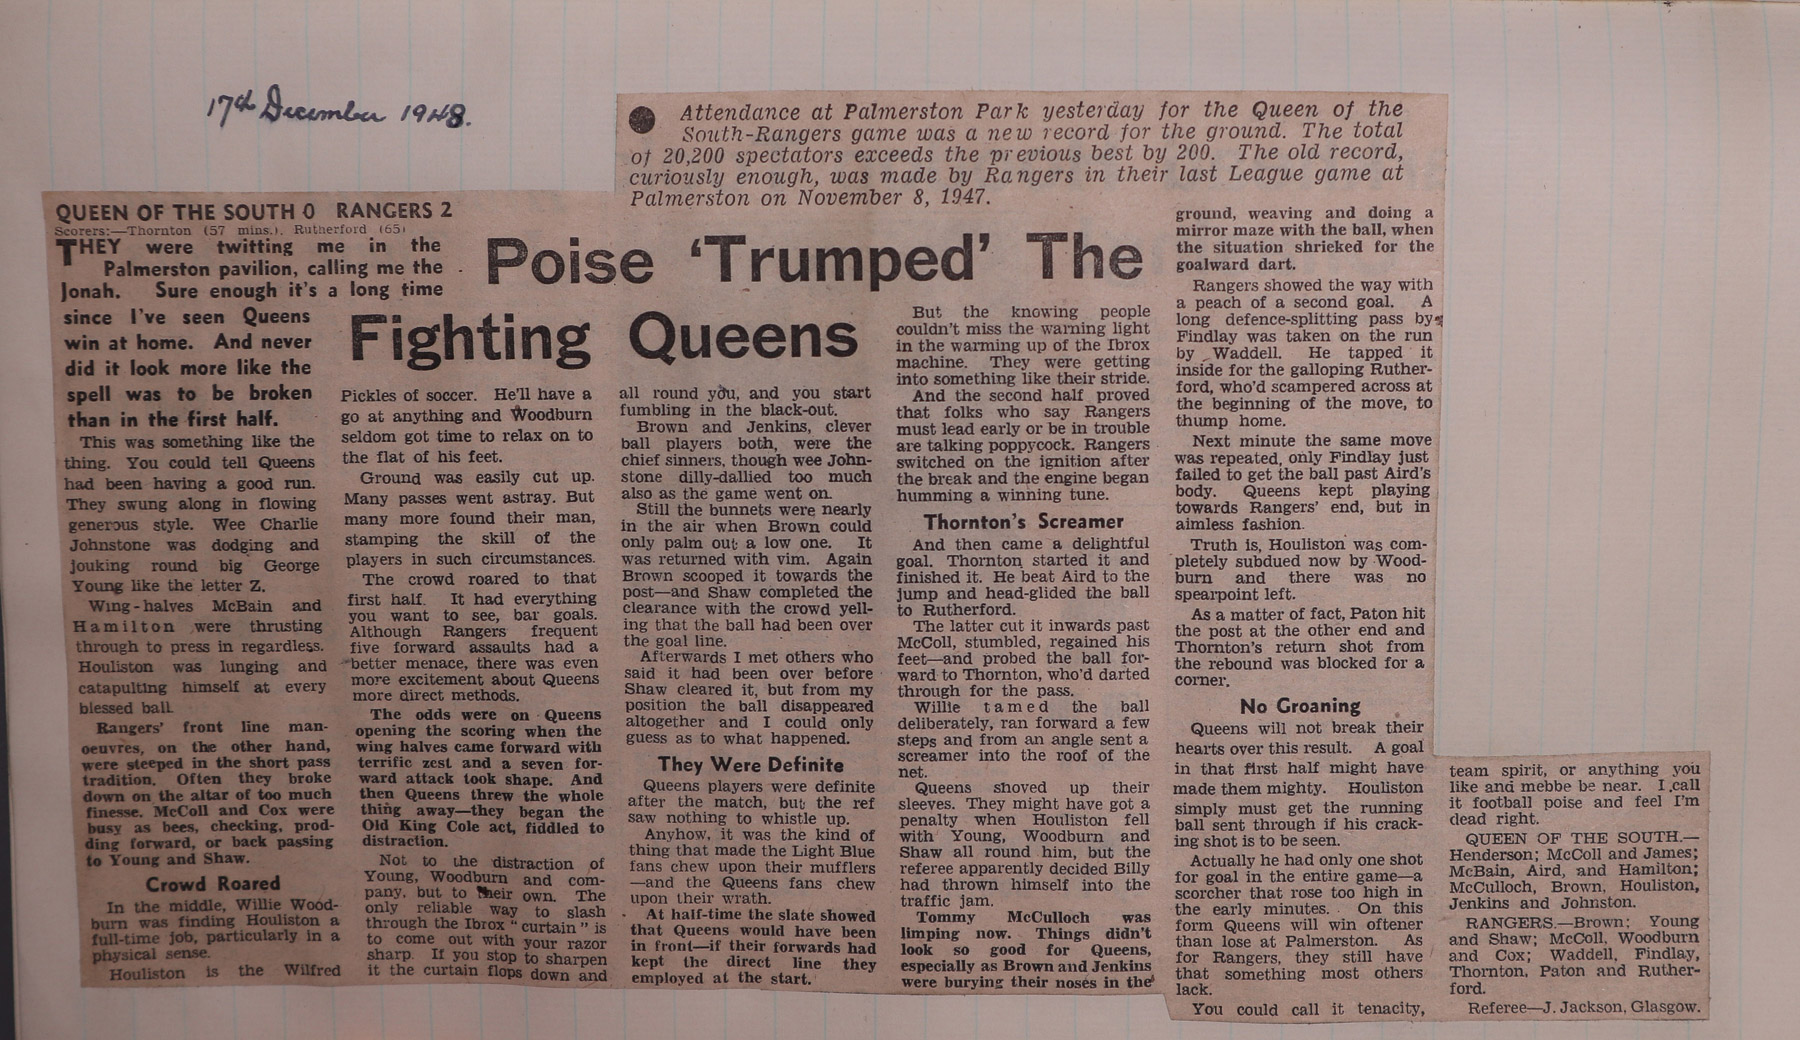 17th December 1948.
● Attendance at Palmerston Park yesterday for the Queen of the
South-Rangers game was a new record for the ground. The total
of 20,200 spectators exceeds the previous best by 200. The old record,
curiously enough, was made by Rangers in their last League game at
Palmerston on November 8, 1947.
QUEEN OF THE SOUTH 0 RANGERS 2
Scorers:—Thornton (57 mins.), Rutherford (65)
Poise ‘Trumped’ The
Fighting Queens
THEY were twitting me in the
Palmerston pavilion, calling me the
Jonah. Sure enough it's a long time
since I've seen Queens
win at home. And never
did it look more like the
spell was to be broken
than in the first half.
This was something like the
thing. You could tell Queens
had been having a good run.
They swung along in flowing
generous style. Wee Charlie
Johnstone was dodging and
jouking round big George
Young like the letter Z.
Wing-halves McBain and
Hamilton were thrusting
through to press in regardless.
Houliston was lunging and
catapulting himself at every
blessed ball.
Rangers' front line man-
oeuvres, on the other hand,
were steeped in the short pass
tradition. Often they broke
down on the altar of too much
finesse. McColl and Cox were
busy as bees, checking, prod-
ding forward, or back passing
to Young and Shaw.
Crowd Roared
In the middle, Willie Wood-
burn was finding Houliston a
full-time job, particularly in a
physical sense.
Houliston is the Wilfred
Pickles of soccer. He'll have a
go at anything and Woodburn
seldom got time to relax on to
the flat of his feet.
Ground was easily cut up.
Many passes went astray. But
many more found their man,
stamping the skill of the
players in such circumstances.
The crowd roared to that
first half. It had everything
you want to see, bar goals.
Although Rangers frequent
five forward assaults had a
better menace, there was even
more excitement about Queens
more direct methods.
The odds were on Queens
opening the scoring when the
wing halves came forward with
terrific zest and a seven for-
ward attack took shape. And
then Queens threw the whole
thing away—they began the
Old King Cole act, fiddled to
distraction.
Not to the distraction of
Young, Woodburn and com-
pany, but to their own. The
only reliable way to slash
through the Ibrox “ curtain ” is
to come out with your razor
sharp. If you stop to sharpen
it the curtain flops down and
all round you, and you start
fumbling in the black-out.
Brown and Jenkins, clever
ball players both, were the
chief sinners, though wee John-
stone dilly-dallied too much
also as the game went on.
Still the bunnets were nearly
in the air when Brown could
only palm out a low one. It
was returned with vim. Again
Brown scooped it towards the
post—and Shaw completed the
clearance with the crowd yell-
ing that the ball had been over
the goal line.
Afterwards I met others who
said it had been over before
Shaw cleared it, but from my
position the ball disappeared
altogether and I could only
guess as to what happened.
They Were Definite
Queens players were definite
after the match, but the ref
saw nothing to whistle up.
Anyhow, it was the kind of
thing that made the Light Blue
fans chew upon their mufflers
—and the Queens fans chew
upon their wrath.
At half-time the slate showed
that Queens would have been
in front—if their forwards had
kept the direct line they
employed at the start.
But the knowing people
couldn't miss the warning light
in the warming up of the Ibrox
machine. They were getting
into something like their stride.
And the second half proved
that folks who say Rangers
must lead early or be in trouble
are talking poppycock. Rangers
switched on the ignition after
the break and the engine began
humming a winning tune.
Thornton's Screamer
And then came a delightful
goal. Thornton started it and
finished it. He beat Aird to the
jump and head-glided the ball
to Rutherford.
The latter cut it inwards past
McColl, stumbled, regained his
feet—and probed the ball for-
ward to Thornton, who'd darted
through for the pass.
Willie tamed the ball
deliberately, ran forward a few
steps and from an angle sent a
screamer into the roof of the
net.
Queens shoved up their
sleeves. They might have got a
penalty when Houliston fell
with Young, Woodburn and
Shaw all round him, but the
referee apparently decided Billy
had thrown himself into the
traffic jam.
Tommy McCulloch was
limping now. Things didn't
look so good for Queens,
especially as Brown and Jenkins
were burying their noses in the
ground, weaving and doing a
mirror maze with the ball, when
the situation shrieked for the
goalward dart.
Rangers showed the way with
a peach of a second goal. A
long defence-splitting pass by
Findlay was taken on the run
by Waddell. He tapped it
inside for the galloping Ruther-
ford, who'd scampered across at
the beginning of the move, to
thump home.
Next minute the same move
was repeated, only Findlay just
failed to get the ball past Aird's
body. Queens kept playing
towards Rangers' end, but in
aimless fashion.
Truth is, Houliston was com-
pletely subdued now by Wood-
burn and there was no
spearpoint left.
As a matter of fact, Paton hit
the post at the other end and
Thornton's return shot from
the rebound was blocked for a
corner.
No Groaning
Queens will not break their
hearts over this result. A goal
in that first half might have
made them mighty. Houliston
simply must get the running
ball sent through if his crack-
ing shot is to be seen.
Actually he had only one shot
for goal in the entire game—a
scorcher that rose too high in
the early minutes. On this
form Queens will win oftener
than lose at Palmerston. As
for Rangers, they still have
that something most others
lack.
You could call it tenacity,
team spirit, or anything you
like and mebbe be near. I call
it football poise and feel I'm
dead right.
QUEEN OF THE SOUTH.—
Henderson; McColl and James;
McBain, Aird, and Hamilton;
McCulloch, Brown, Houliston,
Jenkins and Johnston.
RANGERS.—Brown; Young
and Shaw; McColl, Woodburn
and Cox; Waddell, Findlay,
Thornton, Paton and Ruther-
ford.
Referee—J. Jackson, Glasgow.